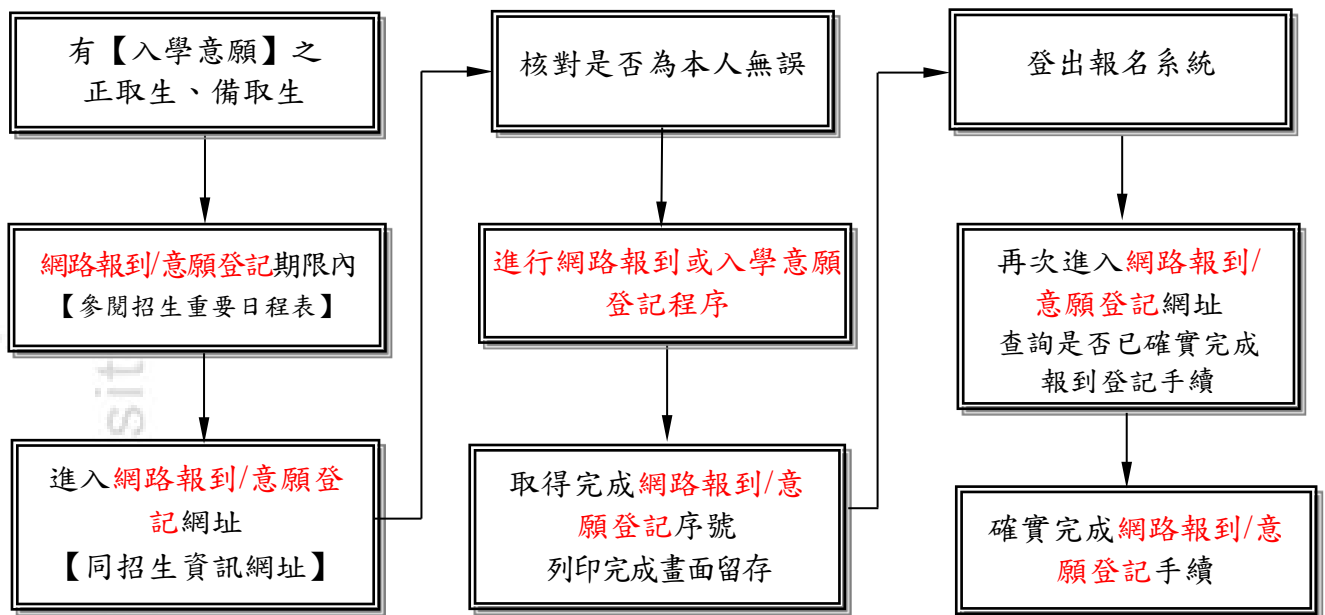 有【入學意願】之
正取生、備取生
網路報到/意願登記期限內
【參閱招生重要日程表】
進入網路報到/意願登
記網址
【同招生資訊網址】
核對是否為本人無誤
進行網路報到或入學意願
登記程序
取得完成網路報到/意
願登記序號
列印完成畫面留存
登出報名系統
再次進入網路報到/
意願登記網址
查詢是否已確實完成
報到登記手續
確實完成網路報到/意
願登記手續
sit